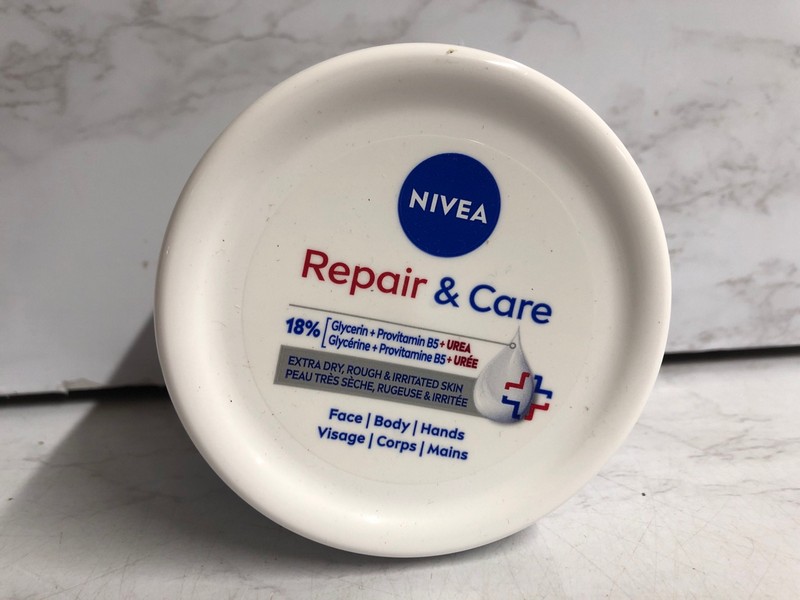 NIVEA
Repair & Care
18% Glycerin + Provitamin B5 + UREA
Glycérine + Provitamine B5 + URÉE
EXTRA DRY, ROUGH & IRRITATED SKIN
PEAU TRÈS SÈCHE, RUGEUSE & IRRITÉE
Face | Body | Hands
Visage | Corps | Mains